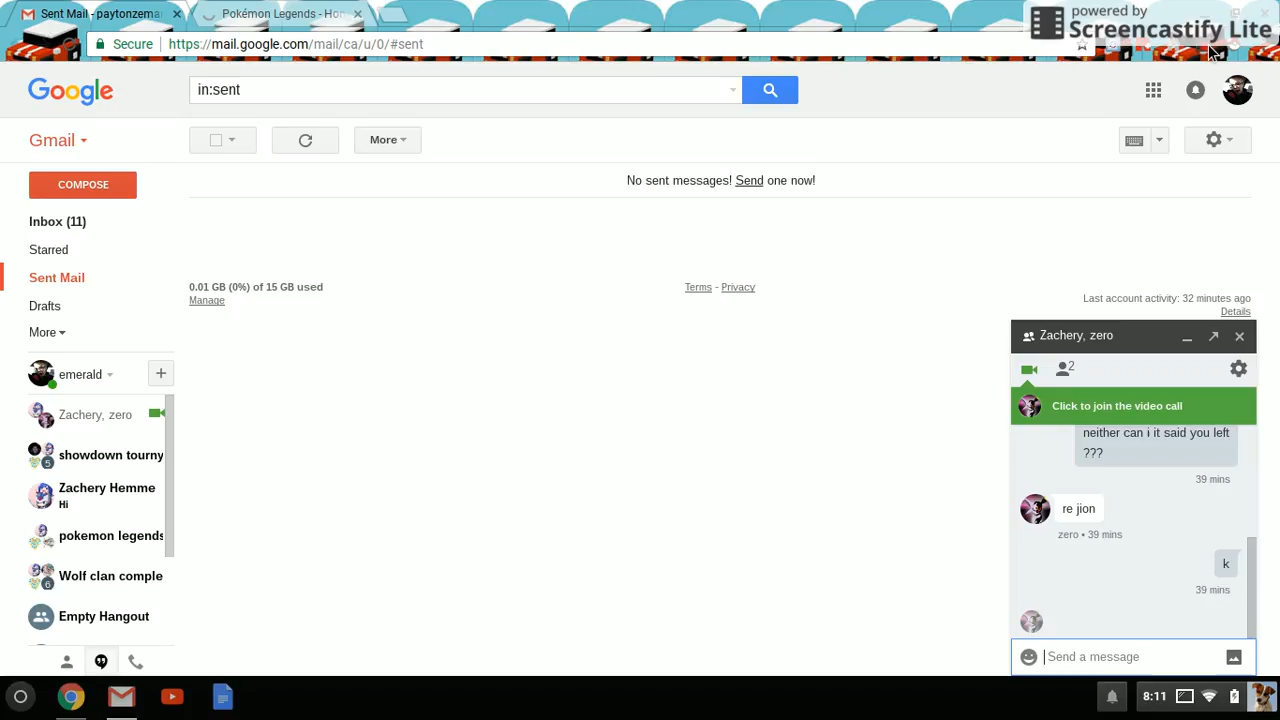 Sent Mail - paytonzema
Pokémon Legends - Hon
powered by
Screencastify Lite
Secure
https://mail.google.com/mail/ca/u/0/#sent
Google
in:sent
Gmail
More
COMPOSE
No sent messages! Send one now!
Inbox (11)
Starred
Sent Mail
Drafts
More
0.01 GB (0%) of 15 GB used
Manage
Terms - Privacy
Last account activity: 32 minutes ago
Details
emerald
Zachery, zero
showdown tourny
5
Zachery Hemme
Hi
pokemon legends
Wolf clan comple
6
Empty Hangout
Zachery, zero
2
Click to join the video call
neither can i it said you left
???
39 mins
re jion
zero • 39 mins
k
39 mins
Send a message
8:11